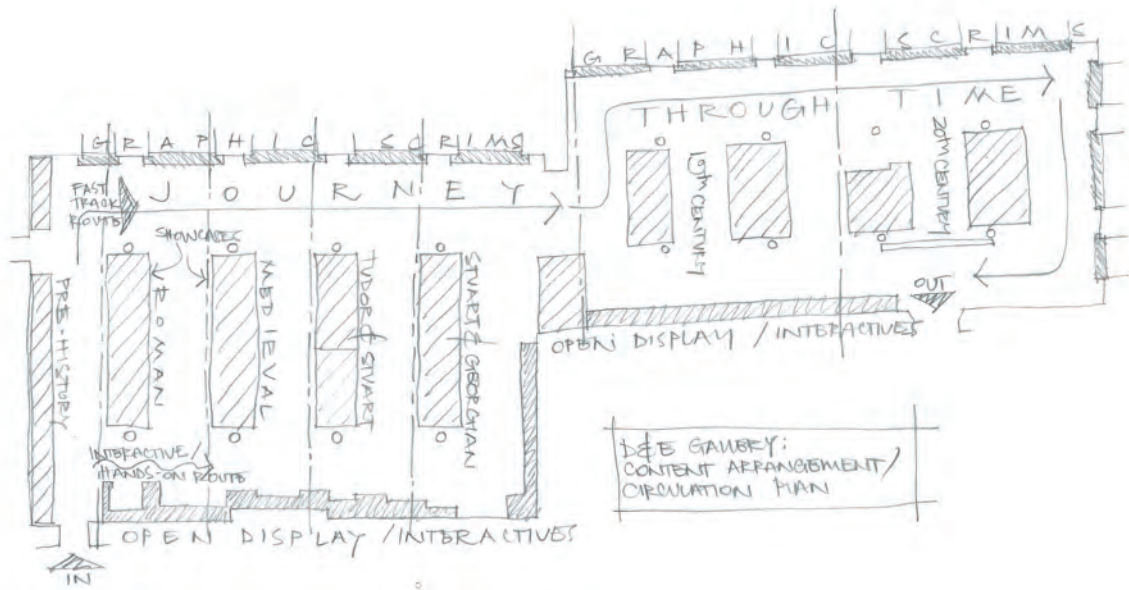 GRAPHIC SCRIMS
THROUGH TIME
GRAPHIC SCRIMS
FAST
TRACK
ROUTE
JOURNEY
SHOWCASES
PRE-HISTORY
ROMAN
MEDIEVAL
TUDOR & STUART
STUART & GEORGIAN
19TH CENTURY
20TH CENTURY
OUT
OPEN DISPLAY / INTERACTIVES
INTERACTIVE/
HANDS-ON ROUTE
OPEN DISPLAY / INTERACTIVES
IN
D&E GALLERY:
CONTENT ARRANGEMENT/
CIRCULATION PLAN